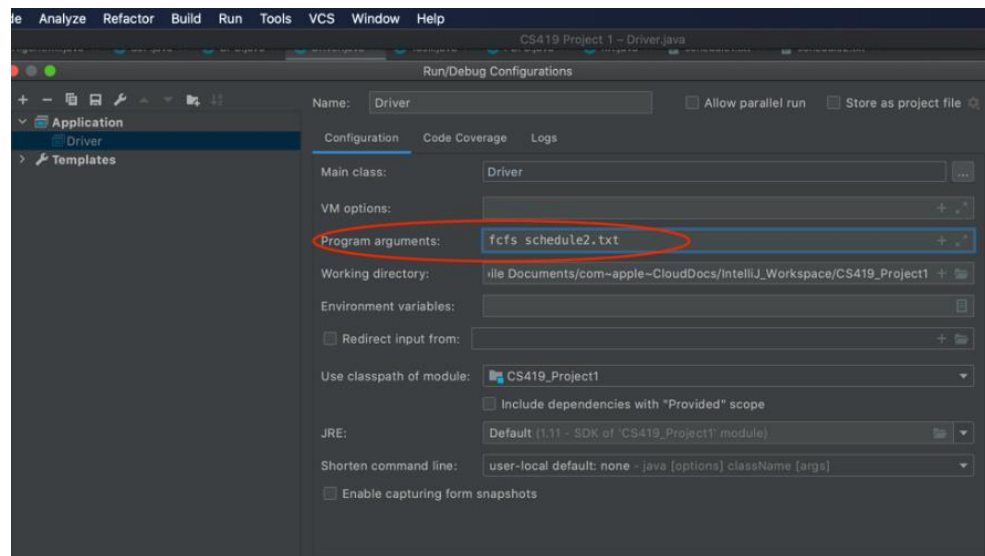 Analyze Refactor Build Run Tools VCS Window Help
CS419 Project 1 – Driver.java
Run/Debug Configurations
Name: Driver
Allow parallel run
Store as project file
Application
Driver
Templates
Configuration Code Coverage Logs
Main class: Driver
VM options:
Program arguments: fcfs schedule2.txt
Working directory: ile Documents/com~apple~CloudDocs/IntelliJ_Workspace/CS419_Project1
Environment variables:
Redirect input from:
Use classpath of module: CS419_Project1
Include dependencies with "Provided" scope
JRE: Default (1.11 - SDK of 'CS419_Project1' module)
Shorten command line: user-local default: none - java [options] className [args]
Enable capturing form snapshots